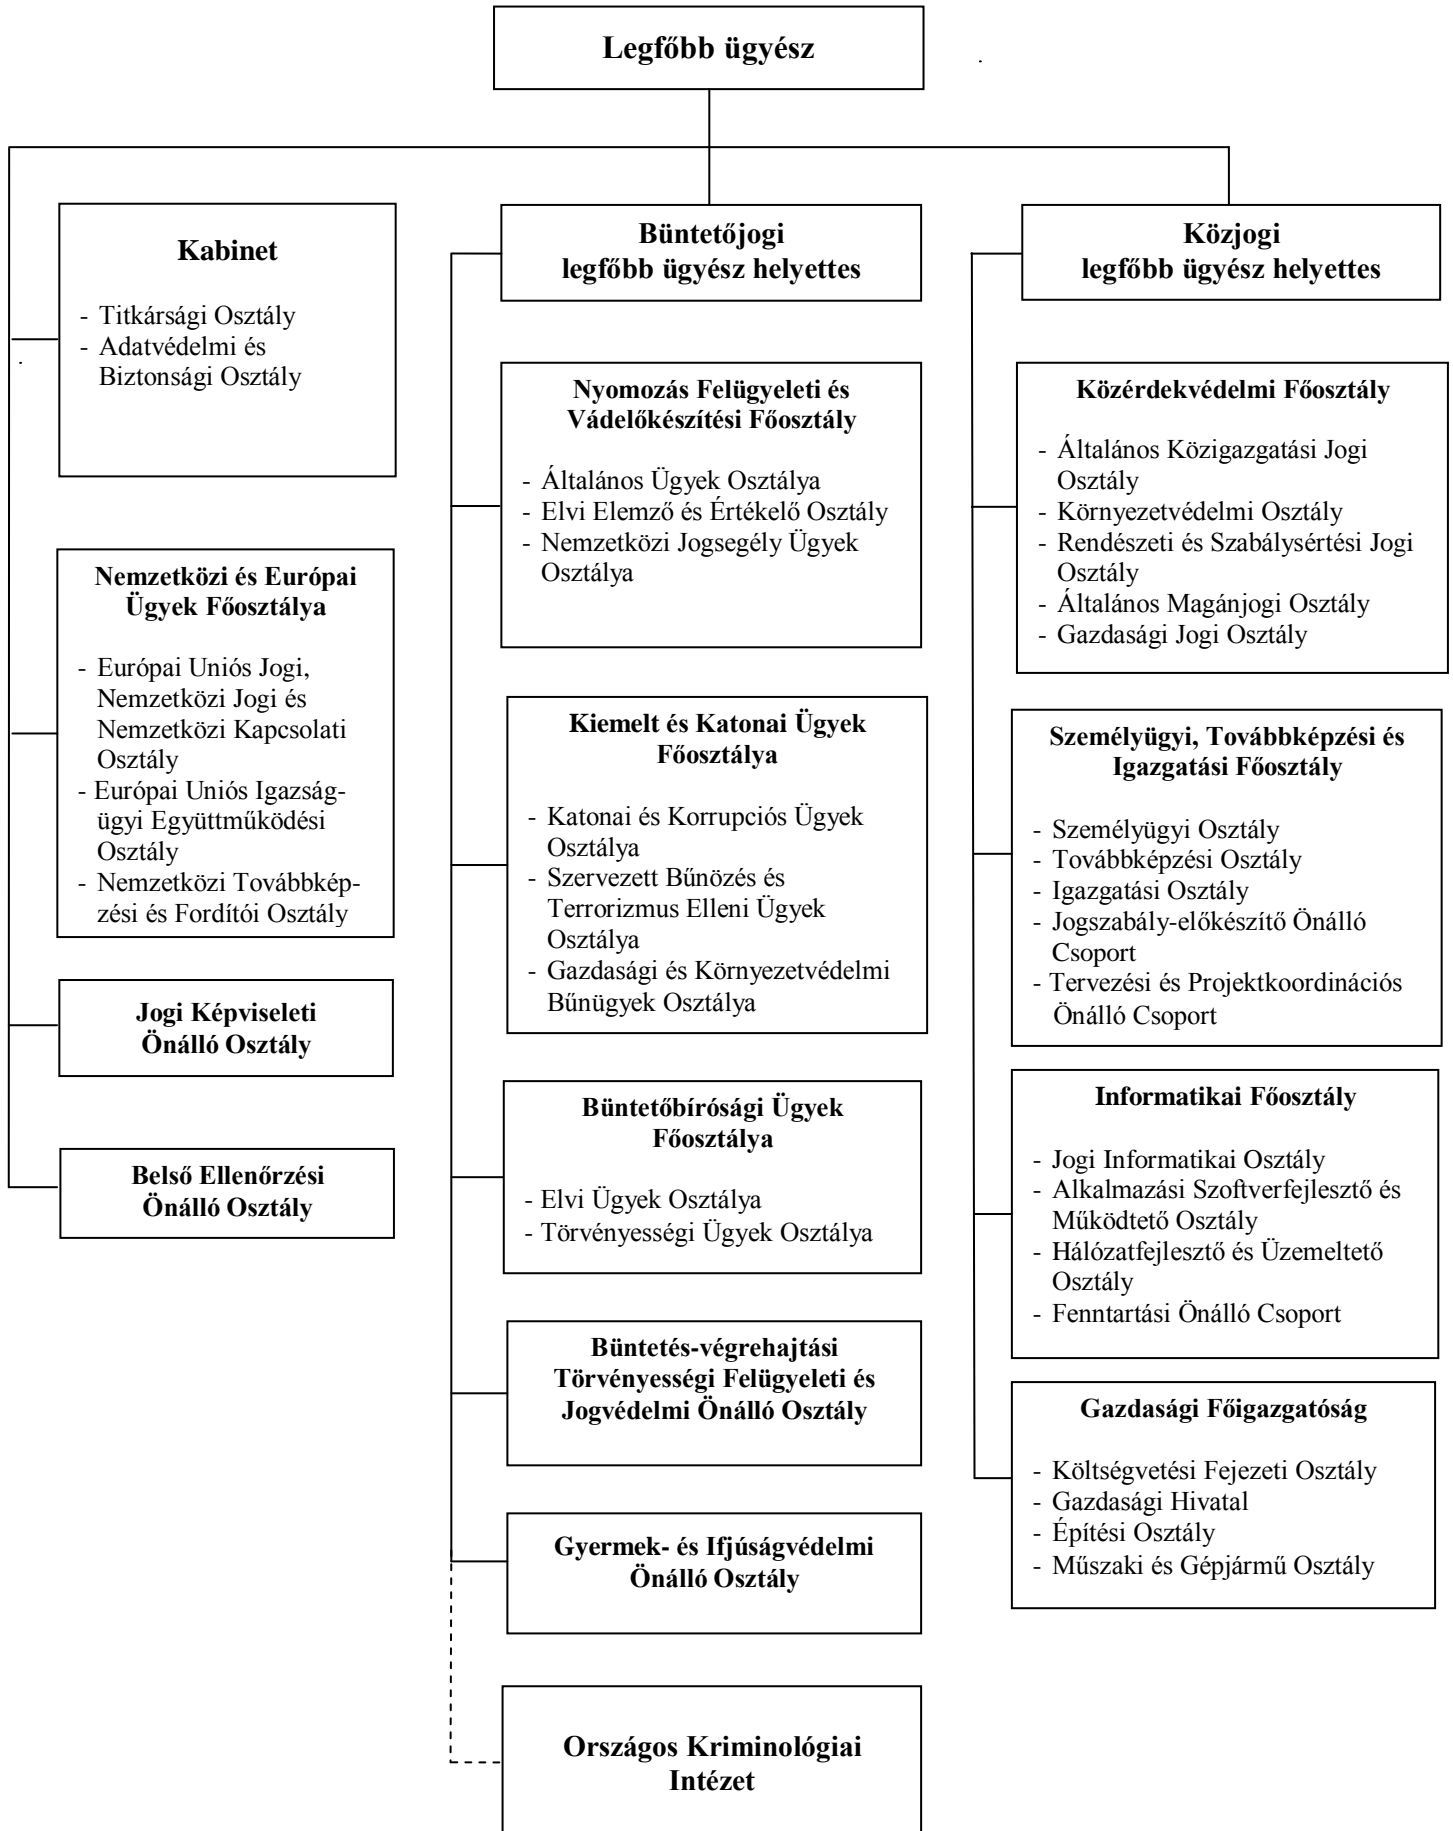 Legfőbb ügyész
Kabinet
- Titkársági Osztály
- Adatvédelmi és
Biztonsági Osztály
Nemzetközi és Európai
Ügyek Főosztálya
- Európai Uniós Jogi,
Nemzetközi Jogi és
Nemzetközi Kapcsolati
Osztály
- Európai Uniós Igazság-
ügyi Együttműködési
Osztály
- Nemzetközi Továbbkép-
zési és Fordítói Osztály
Jogi Képviseleti
Önálló Osztály
Belső Ellenőrzési
Önálló Osztály
Büntetőjogi
legfőbb ügyész helyettes
Nyomozás Felügyeleti és
Vádelőkészítési Főosztály
- Általános Ügyek Osztálya
- Elvi Elemző és Értékelő Osztály
- Nemzetközi Jogsegély Ügyek
Osztálya
Kiemelt és Katonai Ügyek
Főosztálya
- Katonai és Korrupciós Ügyek
Osztálya
- Szervezett Bűnözés és
Terrorizmus Elleni Ügyek
Osztálya
- Gazdasági és Környezetvédelmi
Bűnügyek Osztálya
Büntetőbírósági Ügyek
Főosztálya
- Elvi Ügyek Osztálya
- Törvényességi Ügyek Osztálya
Büntetés-végrehajtási
Törvényességi Felügyeleti és
Jogvédelmi Önálló Osztály
Gyermek- és Ifjúságvédelmi
Önálló Osztály
Országos Kriminológiai
Intézet
Közjogi
legfőbb ügyész helyettes
Közérdekvédelmi Főosztály
- Általános Közigazgatási Jogi
Osztály
- Környezetvédelmi Osztály
- Rendészeti és Szabálysértési Jogi
Osztály
- Általános Magánjogi Osztály
- Gazdasági Jogi Osztály
Személyügyi, Továbbképzési és
Igazgatási Főosztály
- Személyügyi Osztály
- Továbbképzési Osztály
- Igazgatási Osztály
- Jogszabály-előkészítő Önálló
Csoport
- Tervezési és Projektkoordinációs
Önálló Csoport
Informatikai Főosztály
- Jogi Informatikai Osztály
- Alkalmazási Szoftverfejlesztő és
Működtető Osztály
- Hálózatfejlesztő és Üzemeltető
Osztály
- Fenntartási Önálló Csoport
Gazdasági Főigazgatóság
- Költségvetési Fejezeti Osztály
- Gazdasági Hivatal
- Építési Osztály
- Műszaki és Gépjármű Osztály